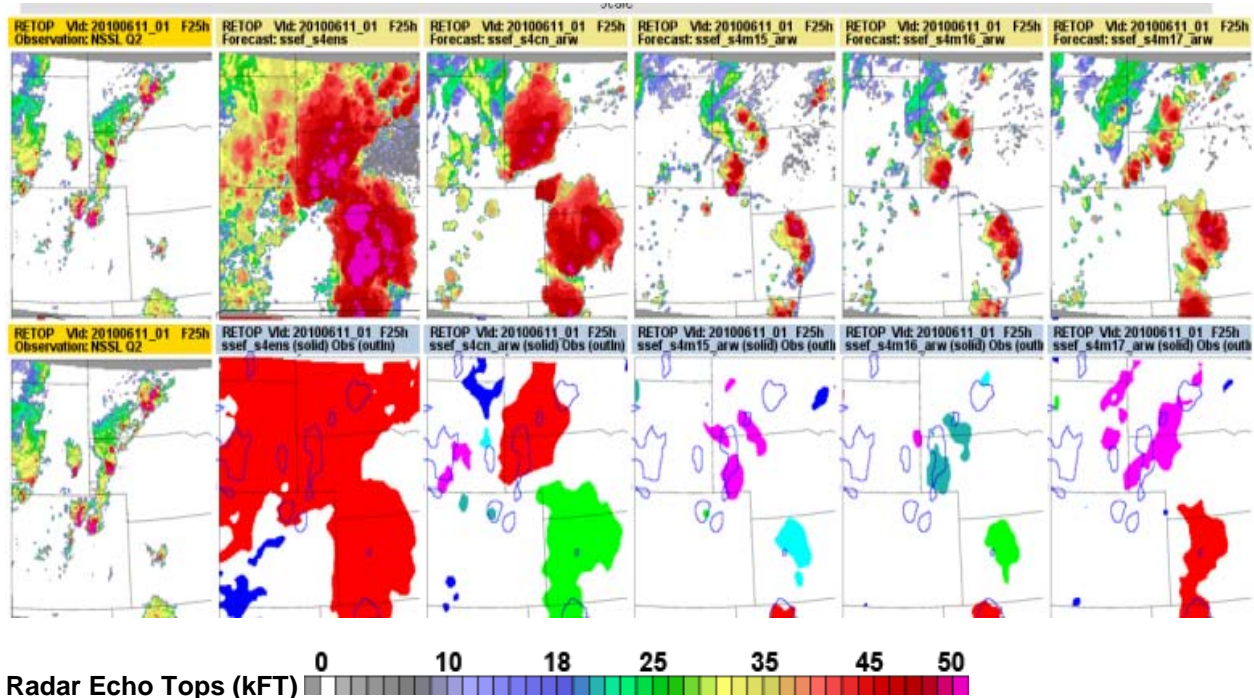 RETOP Vld: 20100611_01 F25h
Observation: NSSL Q2
RETOP Vld: 20100611_01 F25h
Forecast: ssef_s4ens
RETOP Vld: 20100611_01 F25h
Forecast: ssef_s4cn_arw
RETOP Vld: 20100611_01 F25h
Forecast: ssef_s4m15_arw
RETOP Vld: 20100611_01 F25h
Forecast: ssef_s4m16_arw
RETOP Vld: 20100611_01 F25h
Forecast: ssef_s4m17_arw
RETOP Vld: 20100611_01 F25h
Observation: NSSL Q2
RETOP Vld: 20100611_01 F25h
ssef_s4ens (solid) Obs (outln)
RETOP Vld: 20100611_01 F25h
ssef_s4cn_arw (solid) Obs (outln)
RETOP Vld: 20100611_01 F25h
ssef_s4m15_arw (solid) Obs (outln
RETOP Vld: 20100611_01 F25h
ssef_s4m16_arw (solid) Obs (outln
RETOP Vld: 20100611_01 F25h
ssef_s4m17_arw (solid) Obs (outln
0 10 18 25 35 45 50
Radar Echo Tops (kFT)